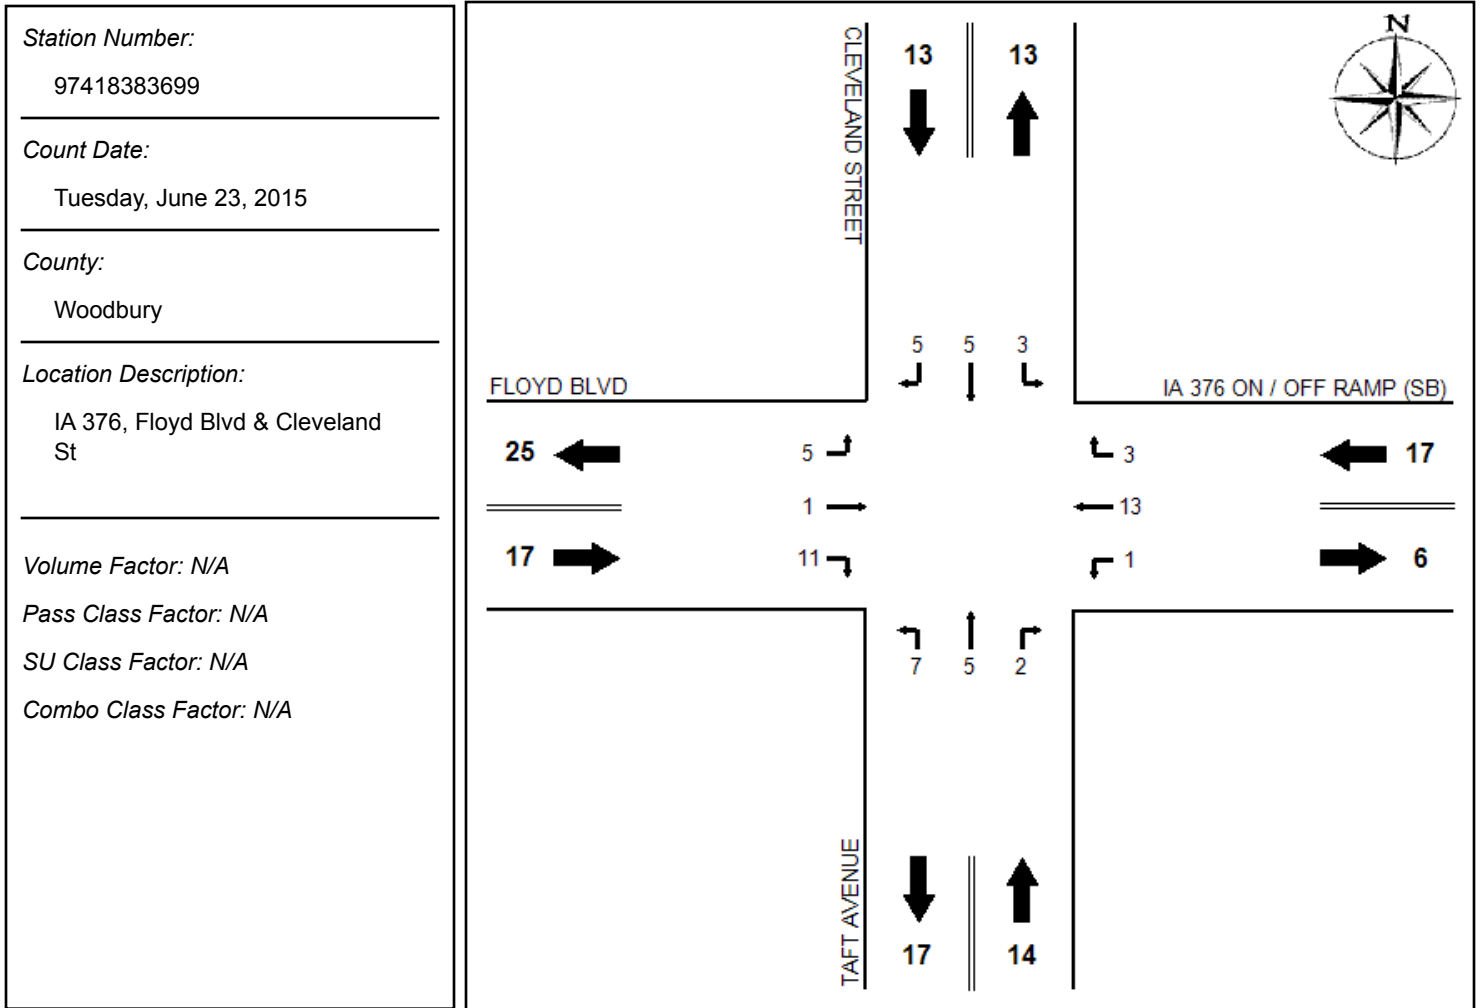 Station Number:
97418383699
Count Date:
Tuesday, June 23, 2015
County:
Woodbury
Location Description:
IA 376, Floyd Blvd & Cleveland
St
Volume Factor: N/A
Pass Class Factor: N/A
SU Class Factor: N/A
Combo Class Factor: N/A
CLEVELAND STREET
13 13
N
5 5 3
FLOYD BLVD
IA 376 ON / OFF RAMP (SB)
25 5 3 17
1 13
17 11 1 6
7 5 2
TAFT AVENUE
17 14